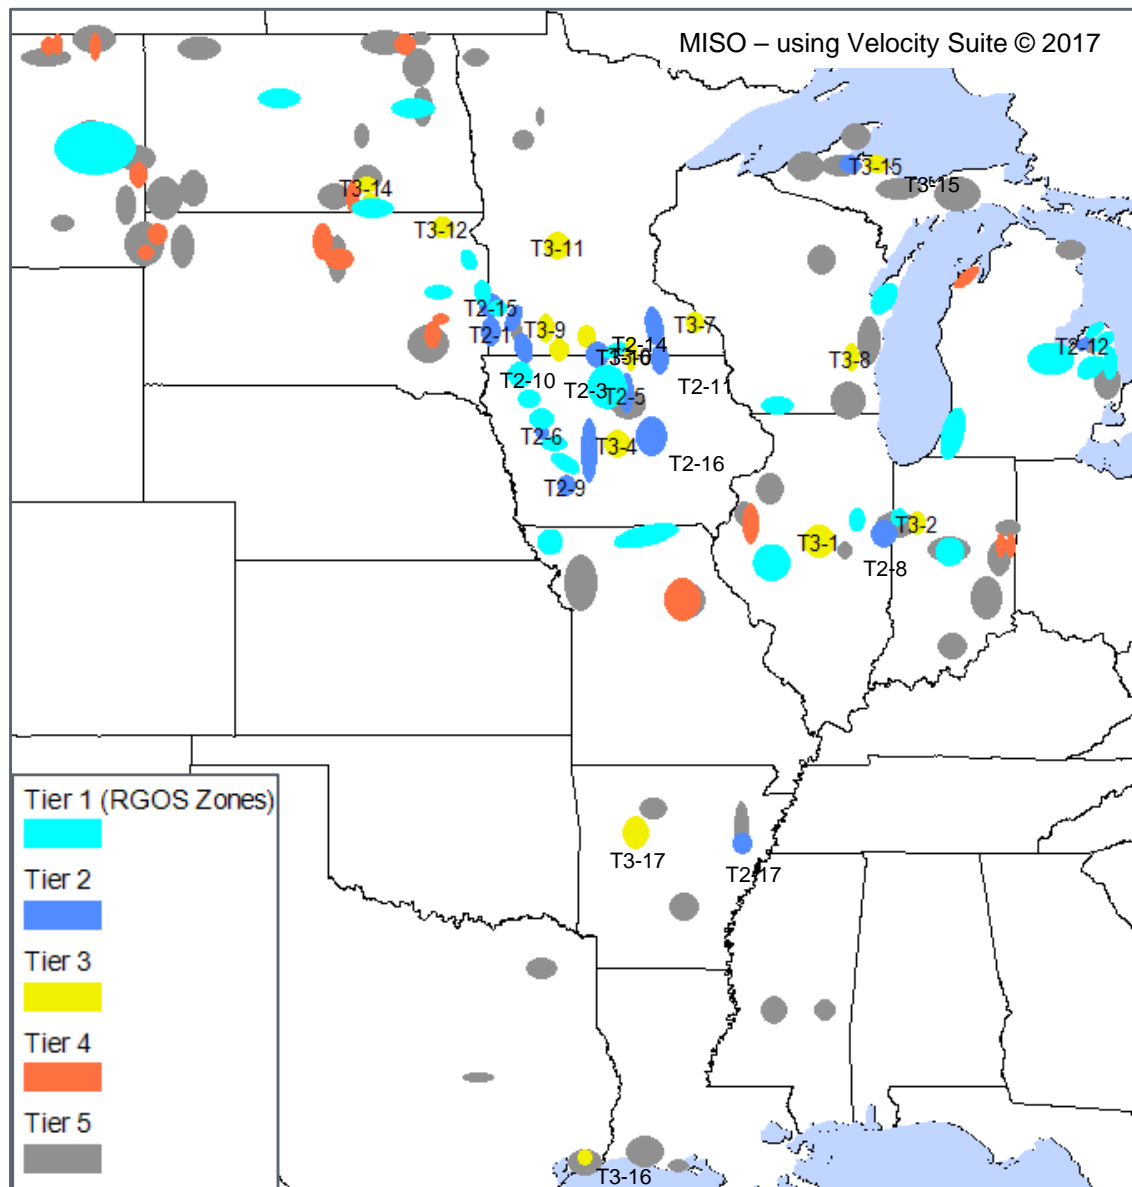 MISO – using Velocity Suite © 2017
T3-15
T3-14
T3-15
T3-12
T3-11
T2-15
T2-1
T3-9
T3-7
T2-14
T2-12
T3-8
T2-10
T2-3
T2-5
T2-11
T2-6
T3-4
T2-16
T2-9
T3-2
T3-1
T2-8
Tier 1 (RGOS Zones)
Tier 2
Tier 3
Tier 4
Tier 5
T3-17
T2-17
T3-16